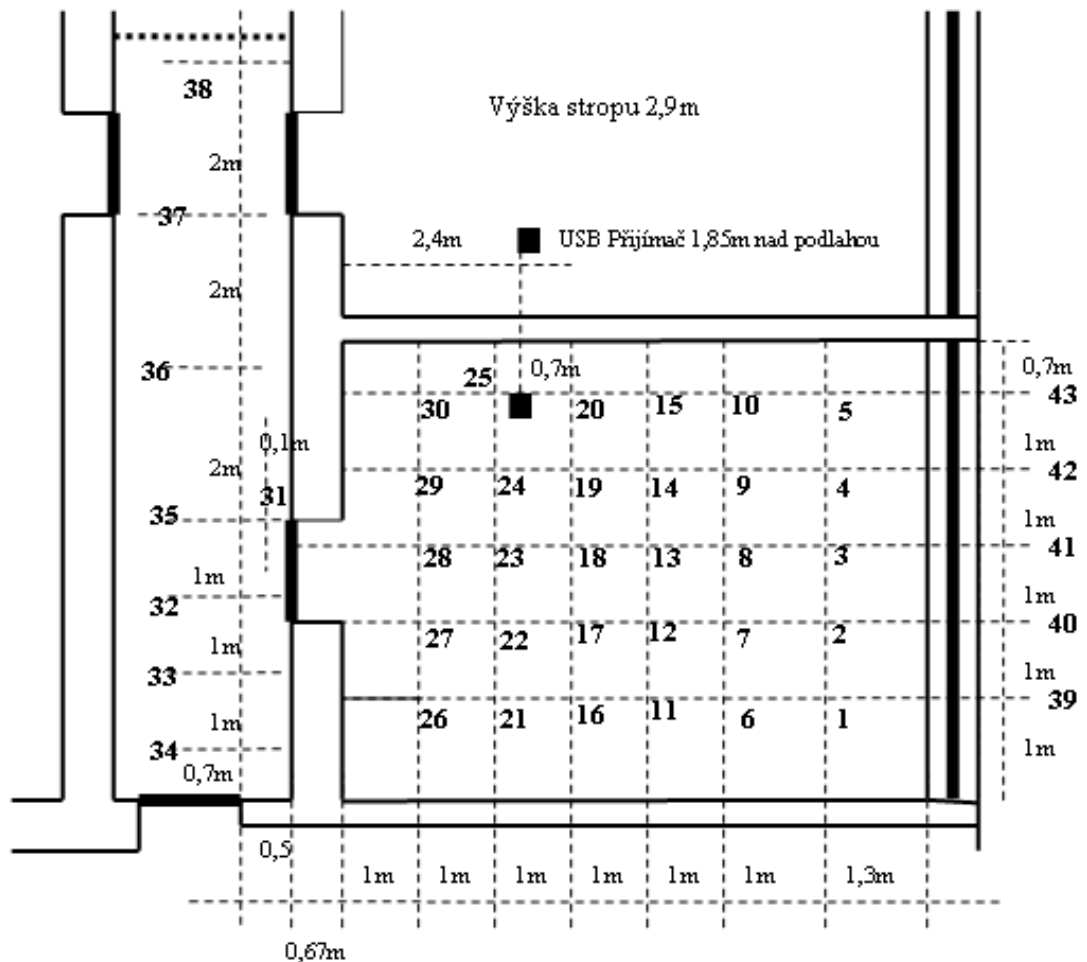 38
Výška stropu 2,9m
2m
37
2,4m
USB Přijímač 1,85m nad podlahou
2m
36
25
0,7m
0,7m
43
30
20
15
10
5
0,1m
1m
2m
42
31
29
24
19
14
9
4
35
1m
41
28
23
18
13
8
3
1m
1m
32
40
27
22
17
12
7
2
1m
1m
33
39
26
21
16
11
6
1
1m
34
1m
0,7m
0,5
1m
1m
1m
1m
1m
1m
1,3m
0,67m